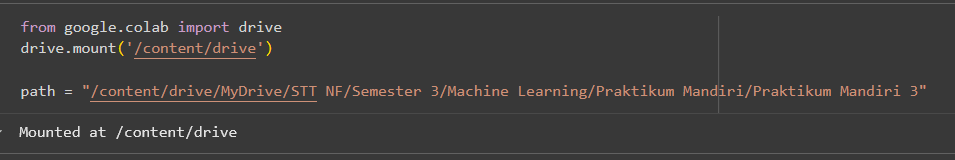 from google.colab import drive
drive.mount('/content/drive')
path = "/content/drive/MyDrive/STT NF/Semester 3/Machine Learning/Praktikum Mandiri/Praktikum Mandiri 3"
Mounted at /content/drive